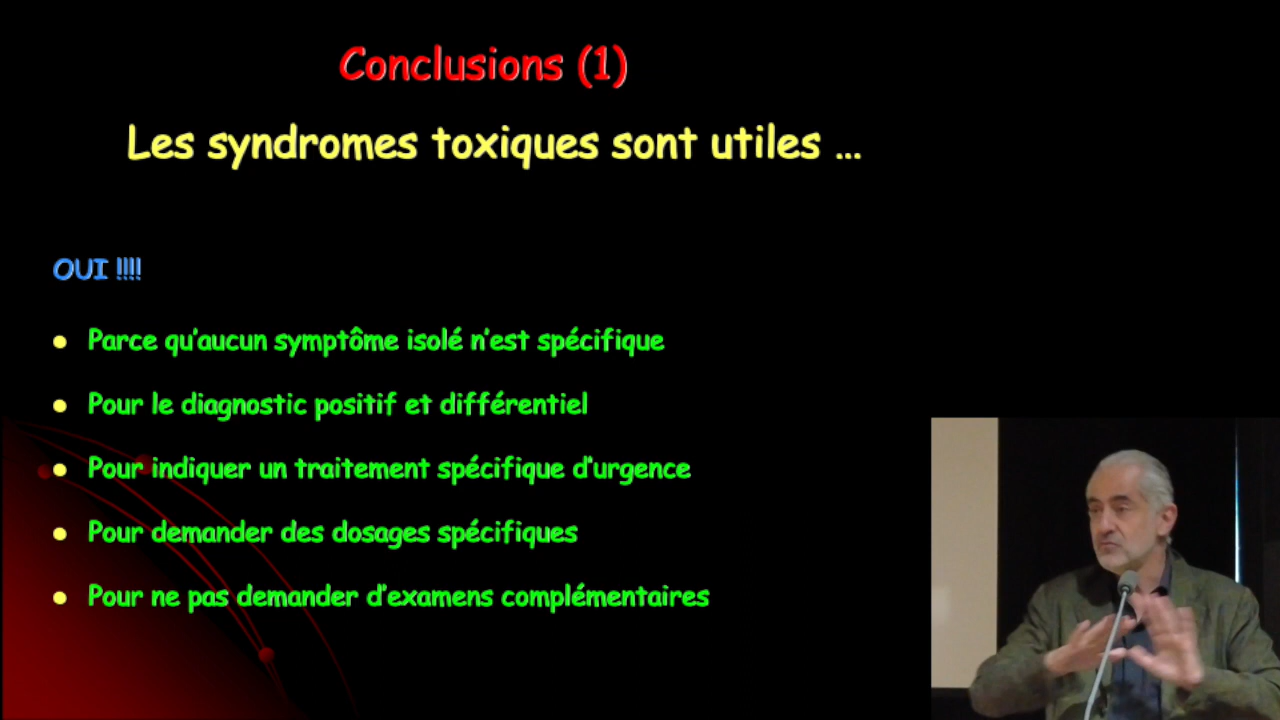 Conclusions (1)
Les syndromes toxiques sont utiles ...
OUI !!!!
Parce qu'aucun symptôme isolé n'est spécifique
Pour le diagnostic positif et différentiel
Pour indiquer un traitement spécifique d'urgence
Pour demander des dosages spécifiques
Pour ne pas demander d'examens complémentaires